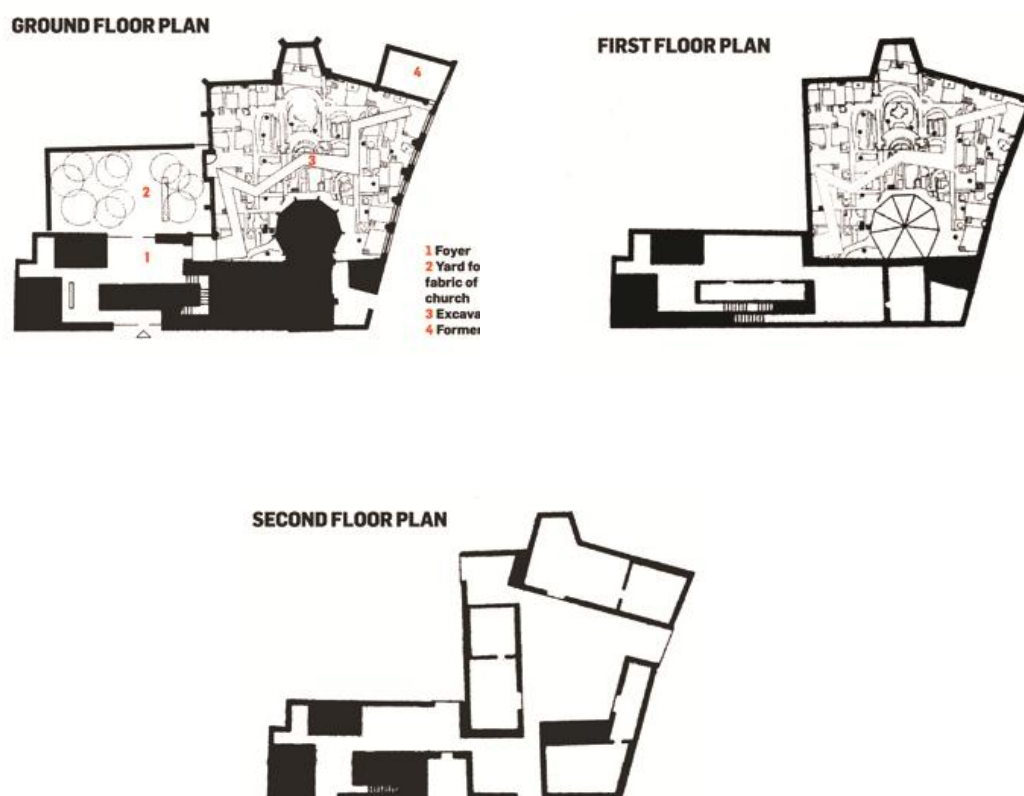 GROUND FLOOR PLAN
4
3
2
1
1 Foyer
2 Yard fo
fabric of
church
3 Excava
4 Former
FIRST FLOOR PLAN
SECOND FLOOR PLAN